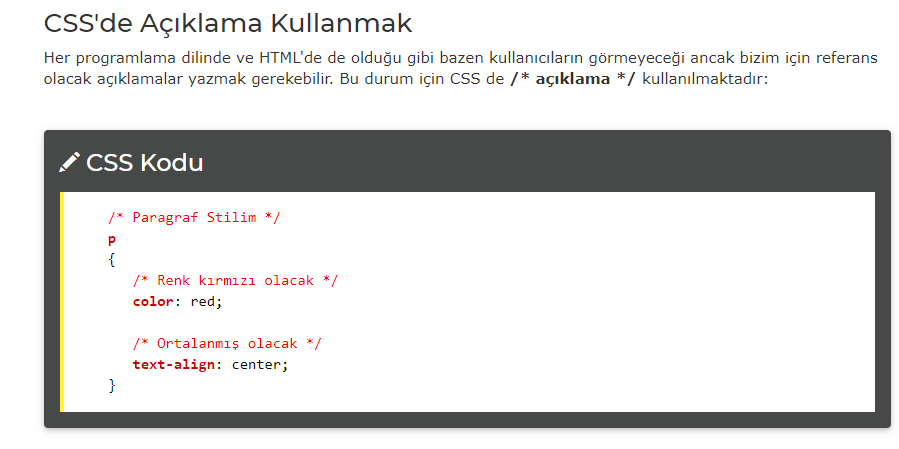 CSS'de Açıklama Kullanmak
Her programlama dilinde ve HTML'de de olduğu gibi bazen kullanıcıların görmeyeceği ancak bizim için referans
olacak açıklamalar yazmak gerekebilir. Bu durum için CSS de /* açıklama */ kullanılmaktadır:
CSS Kodu
/* Paragraf Stilim */
p
{
/* Renk kırmızı olacak */
color: red;
/* Ortalanmış olacak */
text-align: center;
}